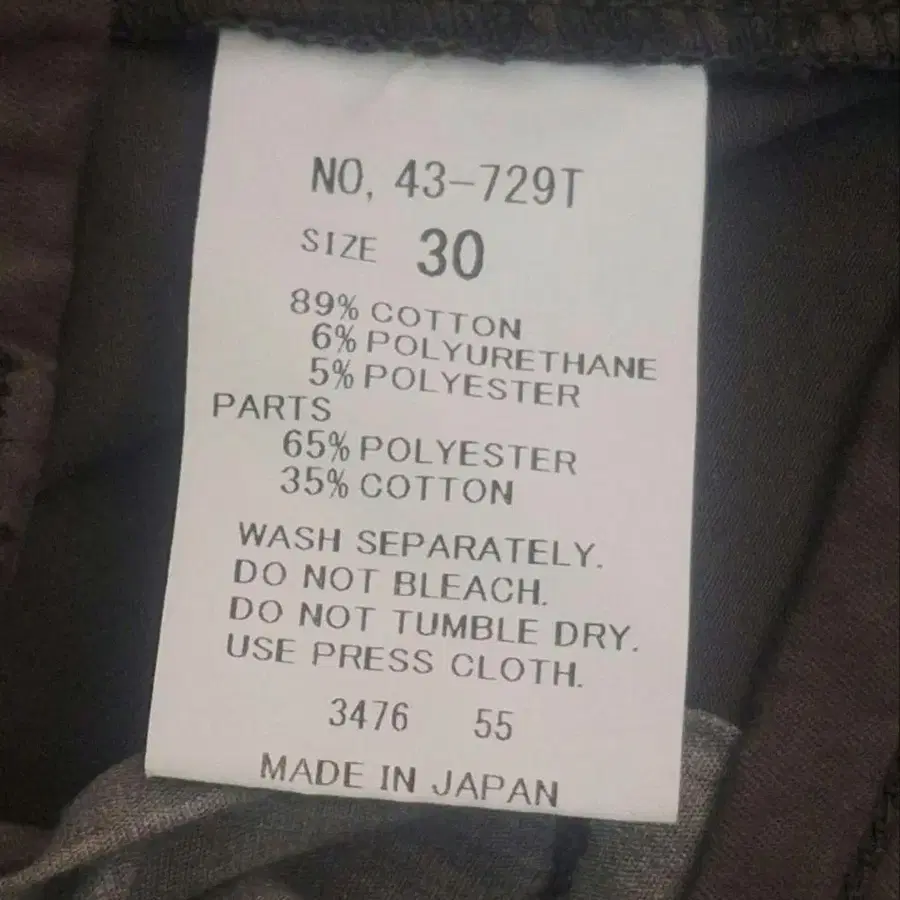 NO, 43-729T
SIZE 30
89% COTTON
6% POLYURETHANE
5% POLYESTER
PARTS
65% POLYESTER
35% COTTON
WASH SEPARATELY.
DO NOT BLEACH.
DO NOT TUMBLE DRY.
USE PRESS CLOTH.
3476 55
MADE IN JAPAN